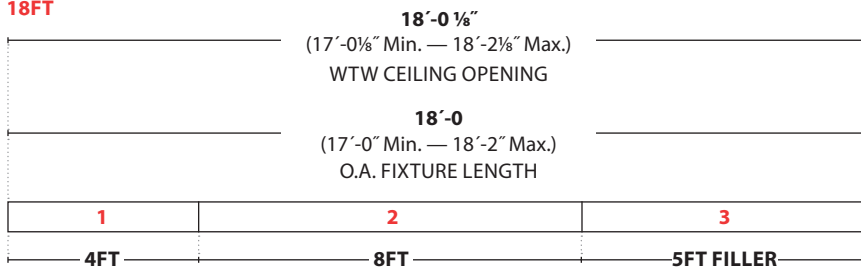 18FT
18´-0 ⅛˝
(17´-0⅛˝ Min. — 18´-2⅛˝ Max.)
WTW CEILING OPENING
18´-0
(17´-0˝ Min. — 18´-2˝ Max.)
O.A. FIXTURE LENGTH
1 2 3
4FT 8FT 5FT FILLER